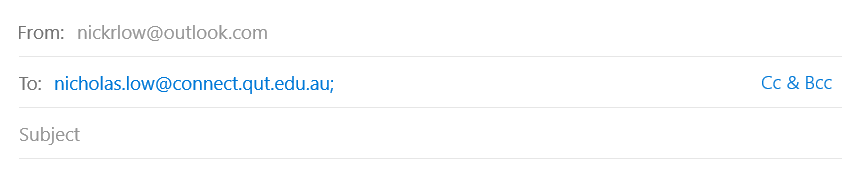 From: nickrlow@outlook.com
To: nicholas.low@connect.qut.edu.au; Cc & Bcc
Subject